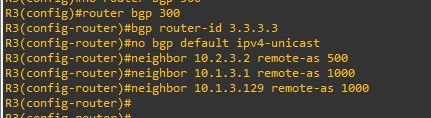 R3(config)#no router bgp 300
R3(config)#router bgp 300
R3(config-router)#bgp router-id 3.3.3.3
R3(config-router)#no bgp default ipv4-unicast
R3(config-router)#neighbor 10.2.3.2 remote-as 500
R3(config-router)#neighbor 10.1.3.1 remote-as 1000
R3(config-router)#neighbor 10.1.3.129 remote-as 1000
R3(config-router)#
R3(config-router)#